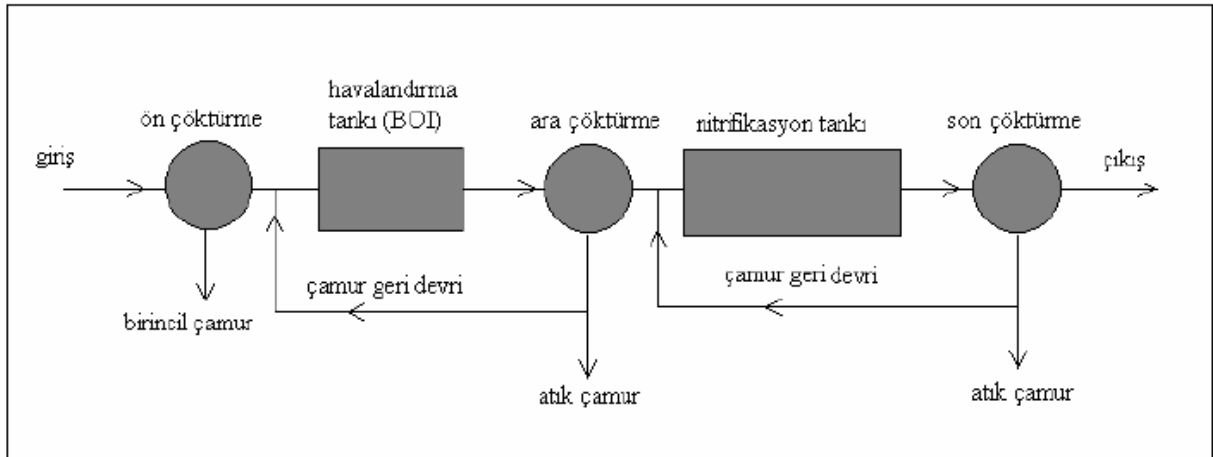 havalandırma
tankı (BOI)
ön çöktürme
ara çöktürme
nitrifikasyon tankı
son çöktürme
giriş
çıkış
çamur geri devri
çamur geri devri
birincil çamur
atık çamur
atık çamur